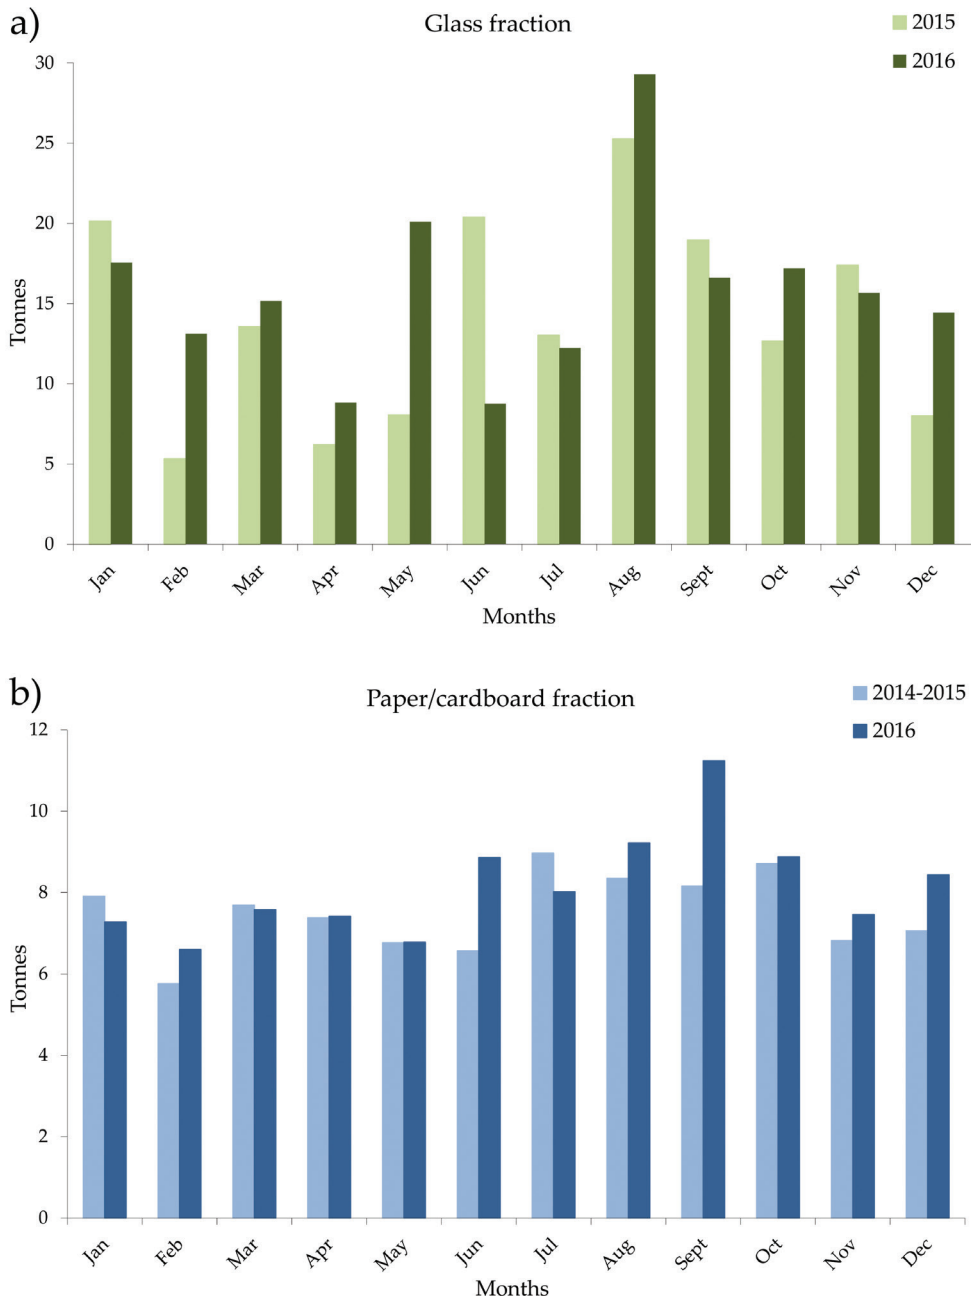 a)
Glass fraction
2015
2016
30
25
20
15
10
5
0
Tonnes
Jan
Feb
Mar
Apr
May
Jun
Jul
Aug
Sept
Oct
Nov
Dec
Months
b)
Paper/cardboard fraction
2014-2015
2016
12
10
8
6
4
2
0
Tonnes
Jan
Feb
Mar
Apr
May
Jun
Jul
Aug
Sept
Oct
Nov
Dec
Months